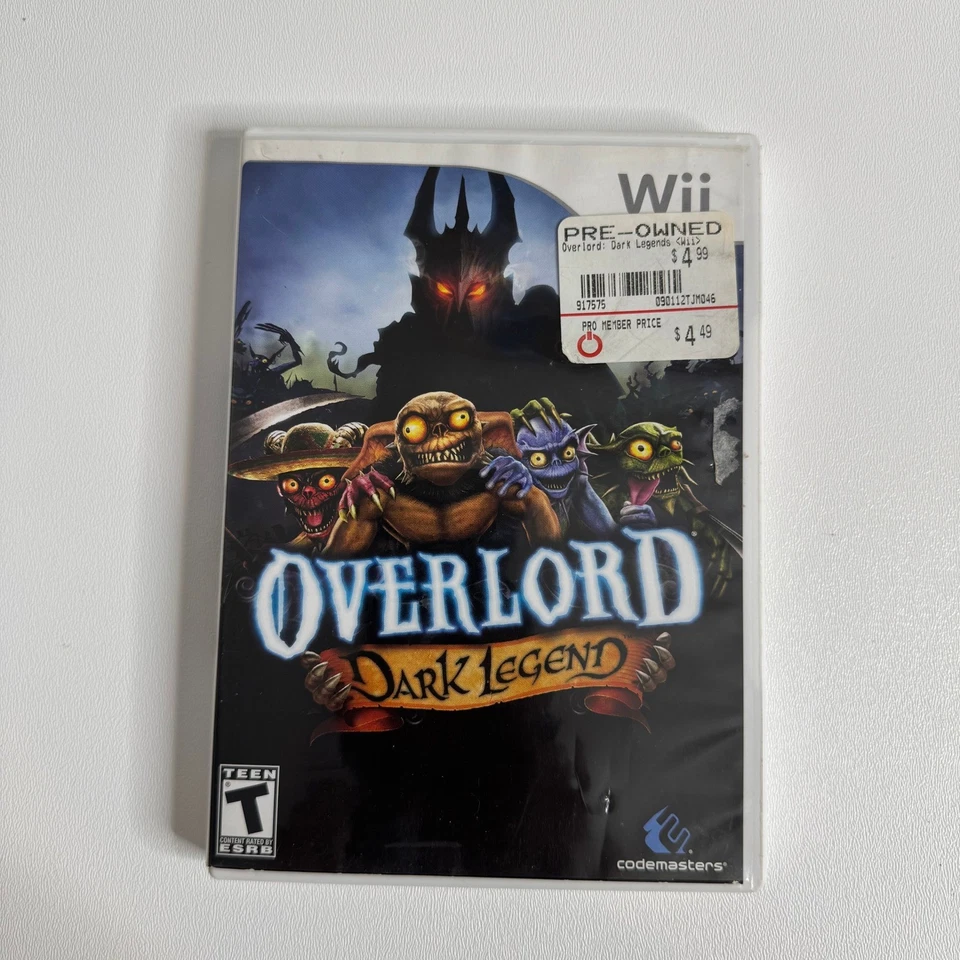 Wii
PRE-OWNED
Overlord: Dark Legends <Wii>
$4 99
917575 090112TJM046
PRO MEMBER PRICE
$4 49
OVERLORD
DARK LEGEND
TEEN
T
CONTENT RATED BY
ESRB
codemasters®